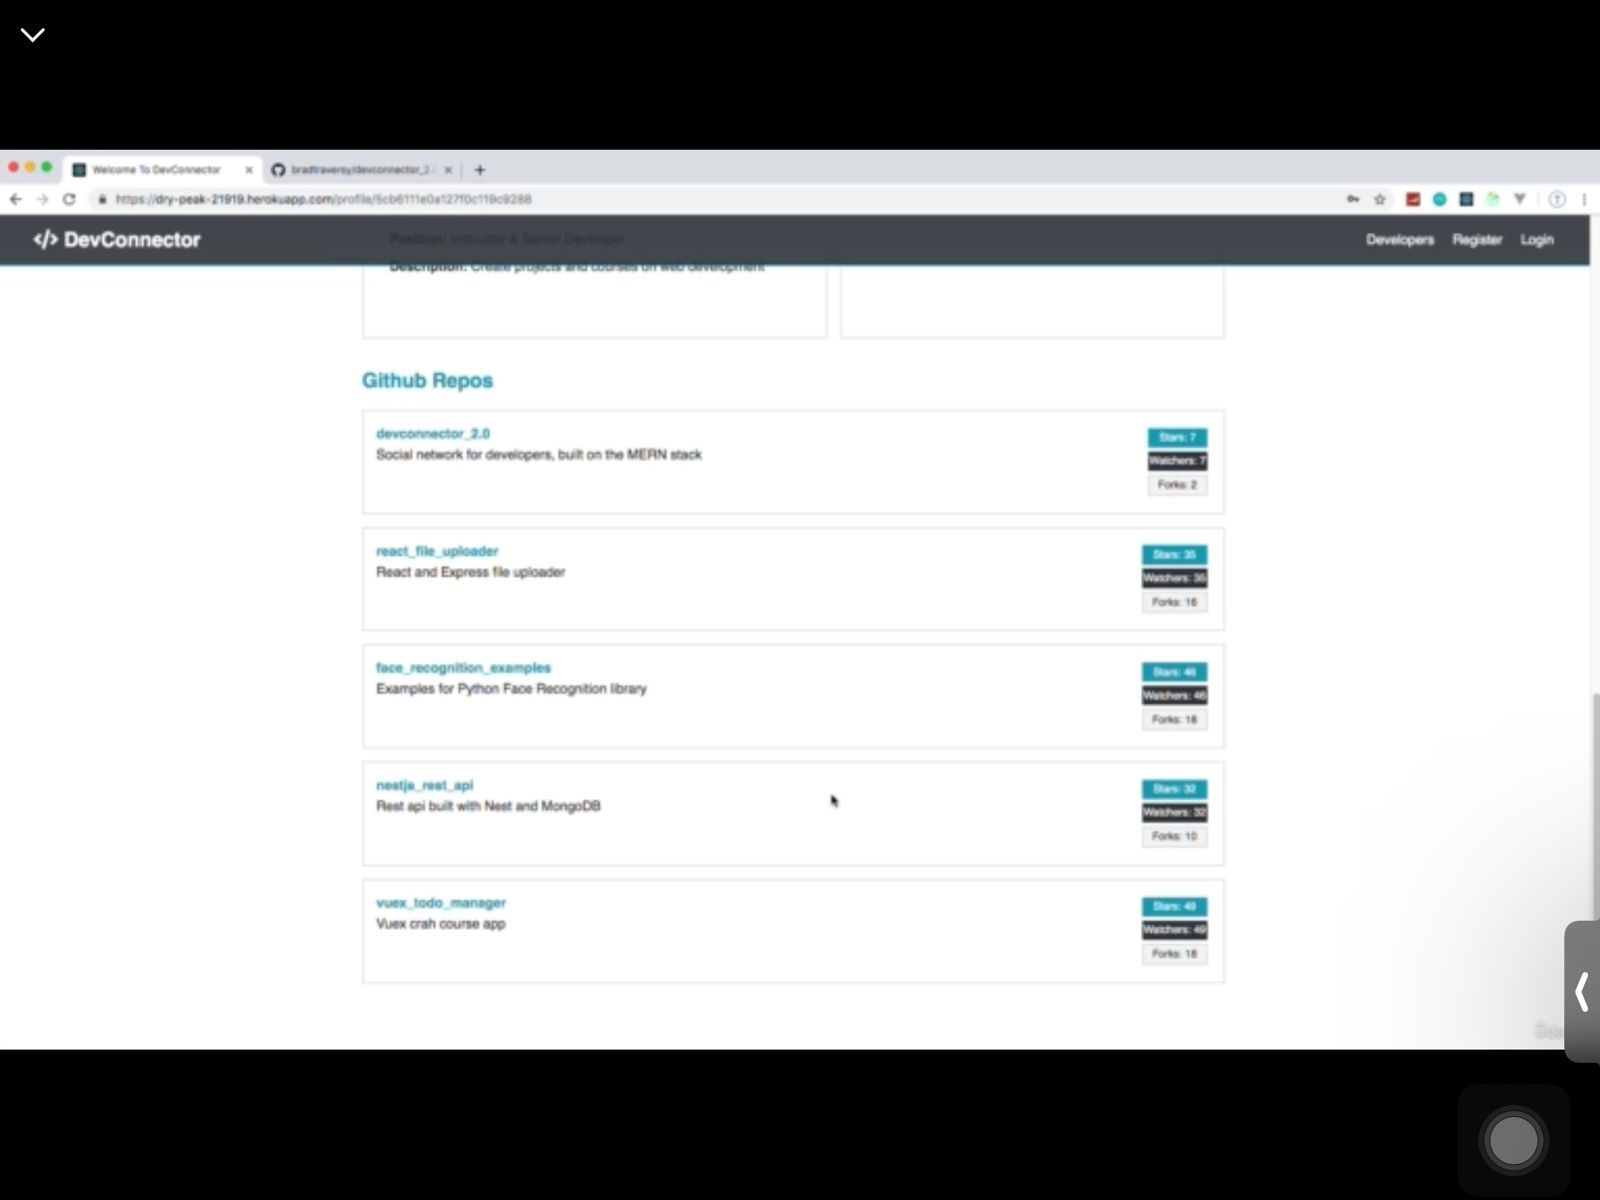 Welcome To DevConnector
bradtraversy/devconnector_2.
https://dry-peak-21919.herokuapp.com/profile/5cb6111e0a127f0c119c9288
</> DevConnector
Developers
Register
Login
Position: Instructor & Senior Developer
Description: Create projects and courses on web development
Github Repos
devconnector_2.0
Social network for developers, built on the MERN stack
Stars: 7
Watchers: 7
Forks: 2
react_file_uploader
React and Express file uploader
Stars: 35
Watchers: 35
Forks: 16
face_recognition_examples
Examples for Python Face Recognition library
Stars: 46
Watchers: 46
Forks: 18
nestjs_rest_api
Rest api built with Nest and MongoDB
Stars: 32
Watchers: 32
Forks: 10
vuex_todo_manager
Vuex crah course app
Stars: 49
Watchers: 49
Forks: 18